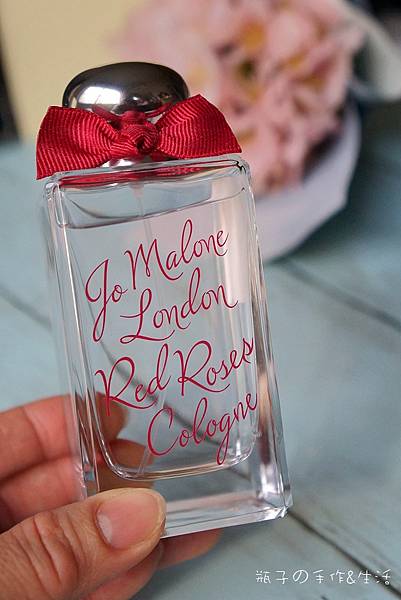 Jo Malone
London
Red Roses
Cologne
瓶子の手作&生活